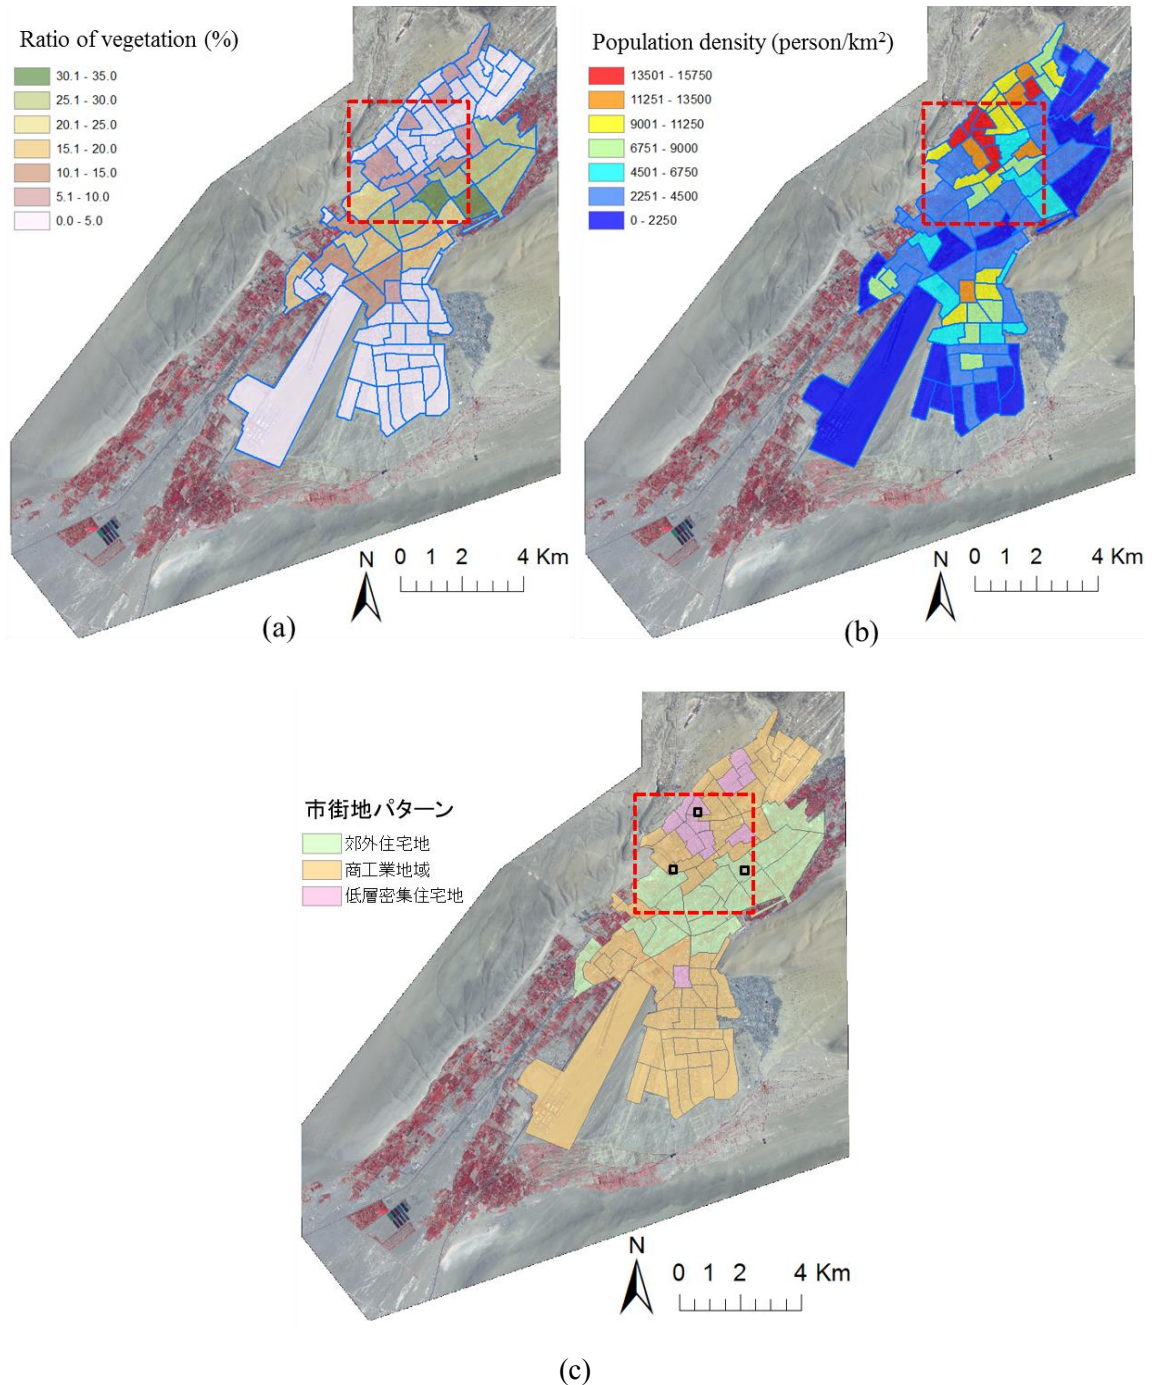 Ratio of vegetation (%)
30.1 - 35.0
25.1 - 30.0
20.1 - 25.0
15.1 - 20.0
10.1 - 15.0
5.1 - 10.0
0.0 - 5.0
N
0 1 2 4 Km
(a)
Population density (person/km²)
13501 - 15750
11251 - 13500
9001 - 11250
6751 - 9000
4501 - 6750
2251 - 4500
0 - 2250
N
0 1 2 4 Km
(b)
市街地パターン
郊外住宅地
商工業地域
低層密集住宅地
N
0 1 2 4 Km
(c)